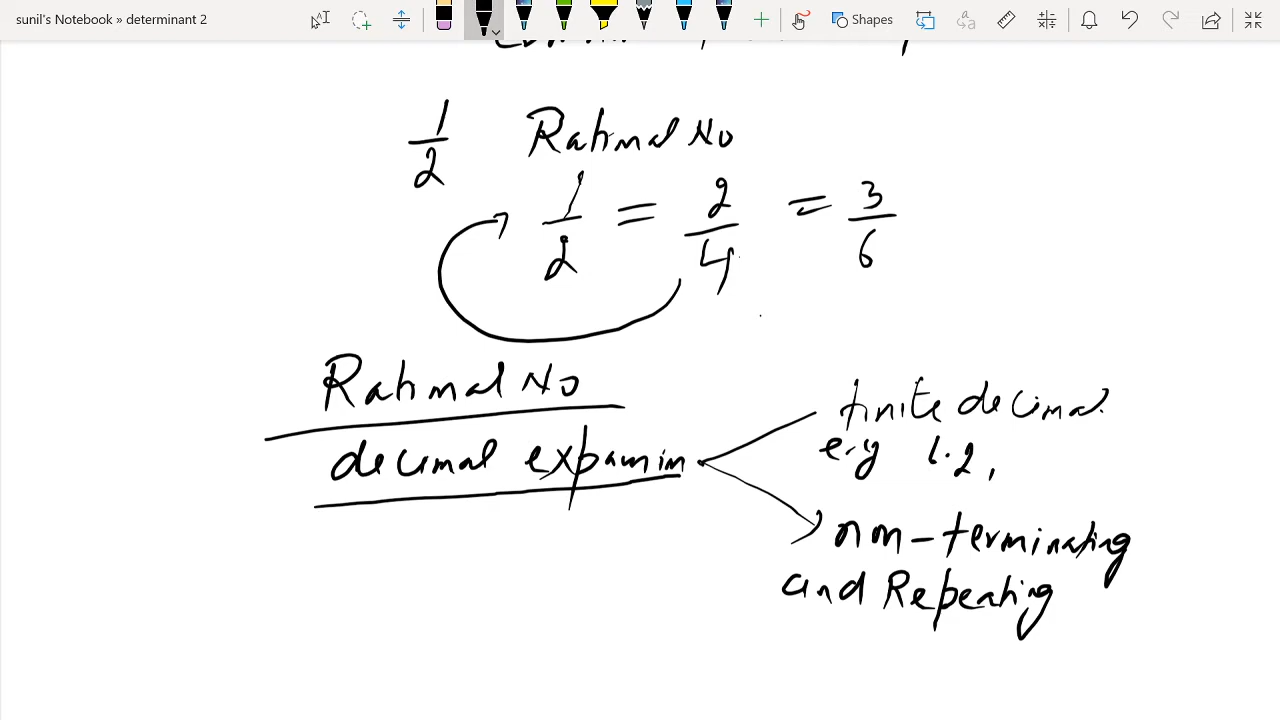 sunil's Notebook » determinant 2
Shapes
1/2 Rational No
1/2 = 2/4 = 3/6
Rational No
decimal expansion
finite decimal
e.g 1.2,
non-terminating
and Repeating